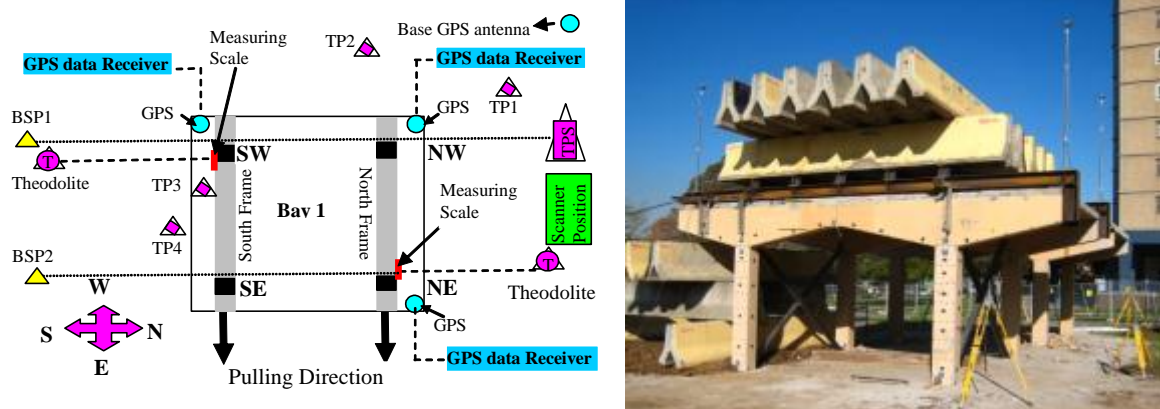 Measuring
Scale
TP2
Base GPS antenna
GPS data Receiver
GPS data Receiver
TP1
BSP1
GPS
GPS
T
Theodolite
SW
NW
TPS
TP3
South Frame
Bay 1
North Frame
Measuring
Scale
Scanner
Position
TP4
BSP2
T
Theodolite
SE
NE
W
S
N
E
GPS
GPS data Receiver
Pulling Direction